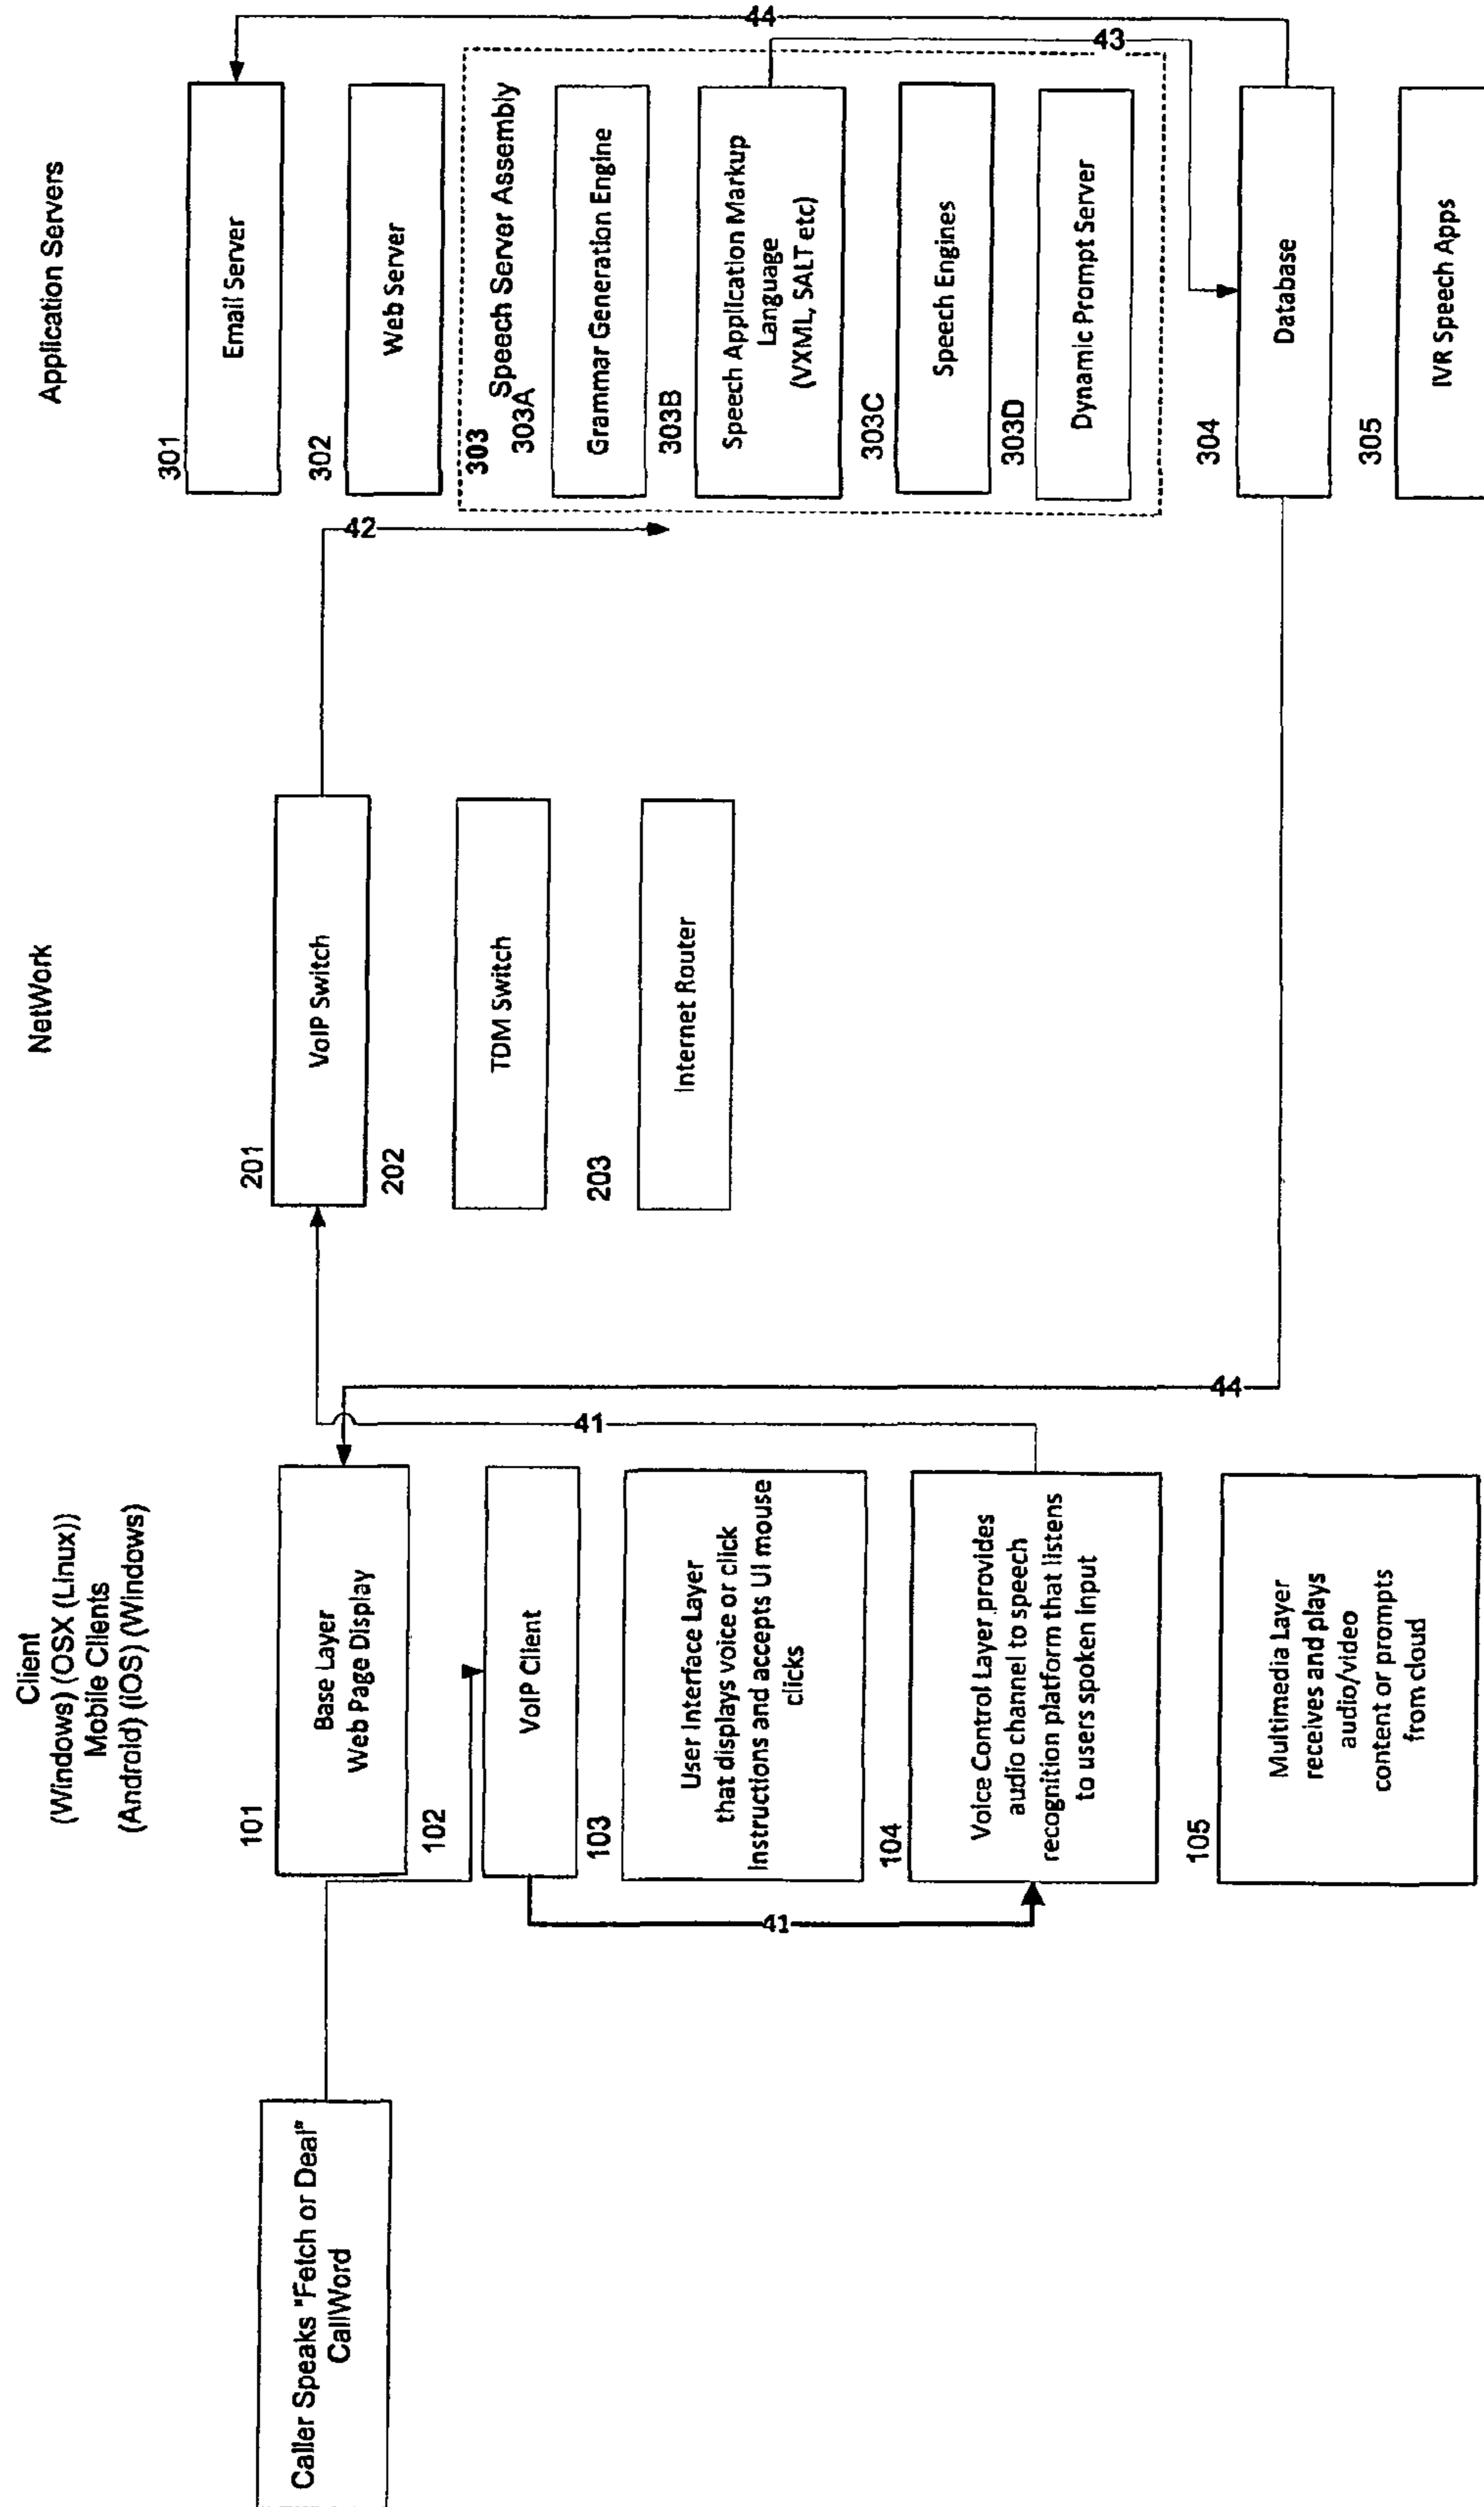 Caller Speaks "Fetch or Deal"
CallWord
Client
(Windows) (OSX (Linux))
Mobile Clients
(Android) (iOS) (Windows)
101
Base Layer
Web Page Display
102
VoIP Client
103
User Interface Layer
that displays voice or click
Instructions and accepts UI mouse
clicks
104
Voice Control Layer provides
audio channel to speech
recognition platform that listens
to users spoken input
105
Multimedia Layer
receives and plays
audio/video
content or prompts
from cloud
41
41
44
NetWork
201
VoIP Switch
202
TDM Switch
203
Internet Router
42
Application Servers
301
Email Server
302
Web Server
303
Speech Server Assembly
303A
Grammar Generation Engine
303B
Speech Application Markup
Language
(VXML, SALT etc)
303C
Speech Engines
303D
Dynamic Prompt Server
304
Database
305
IVR Speech Apps
43
44